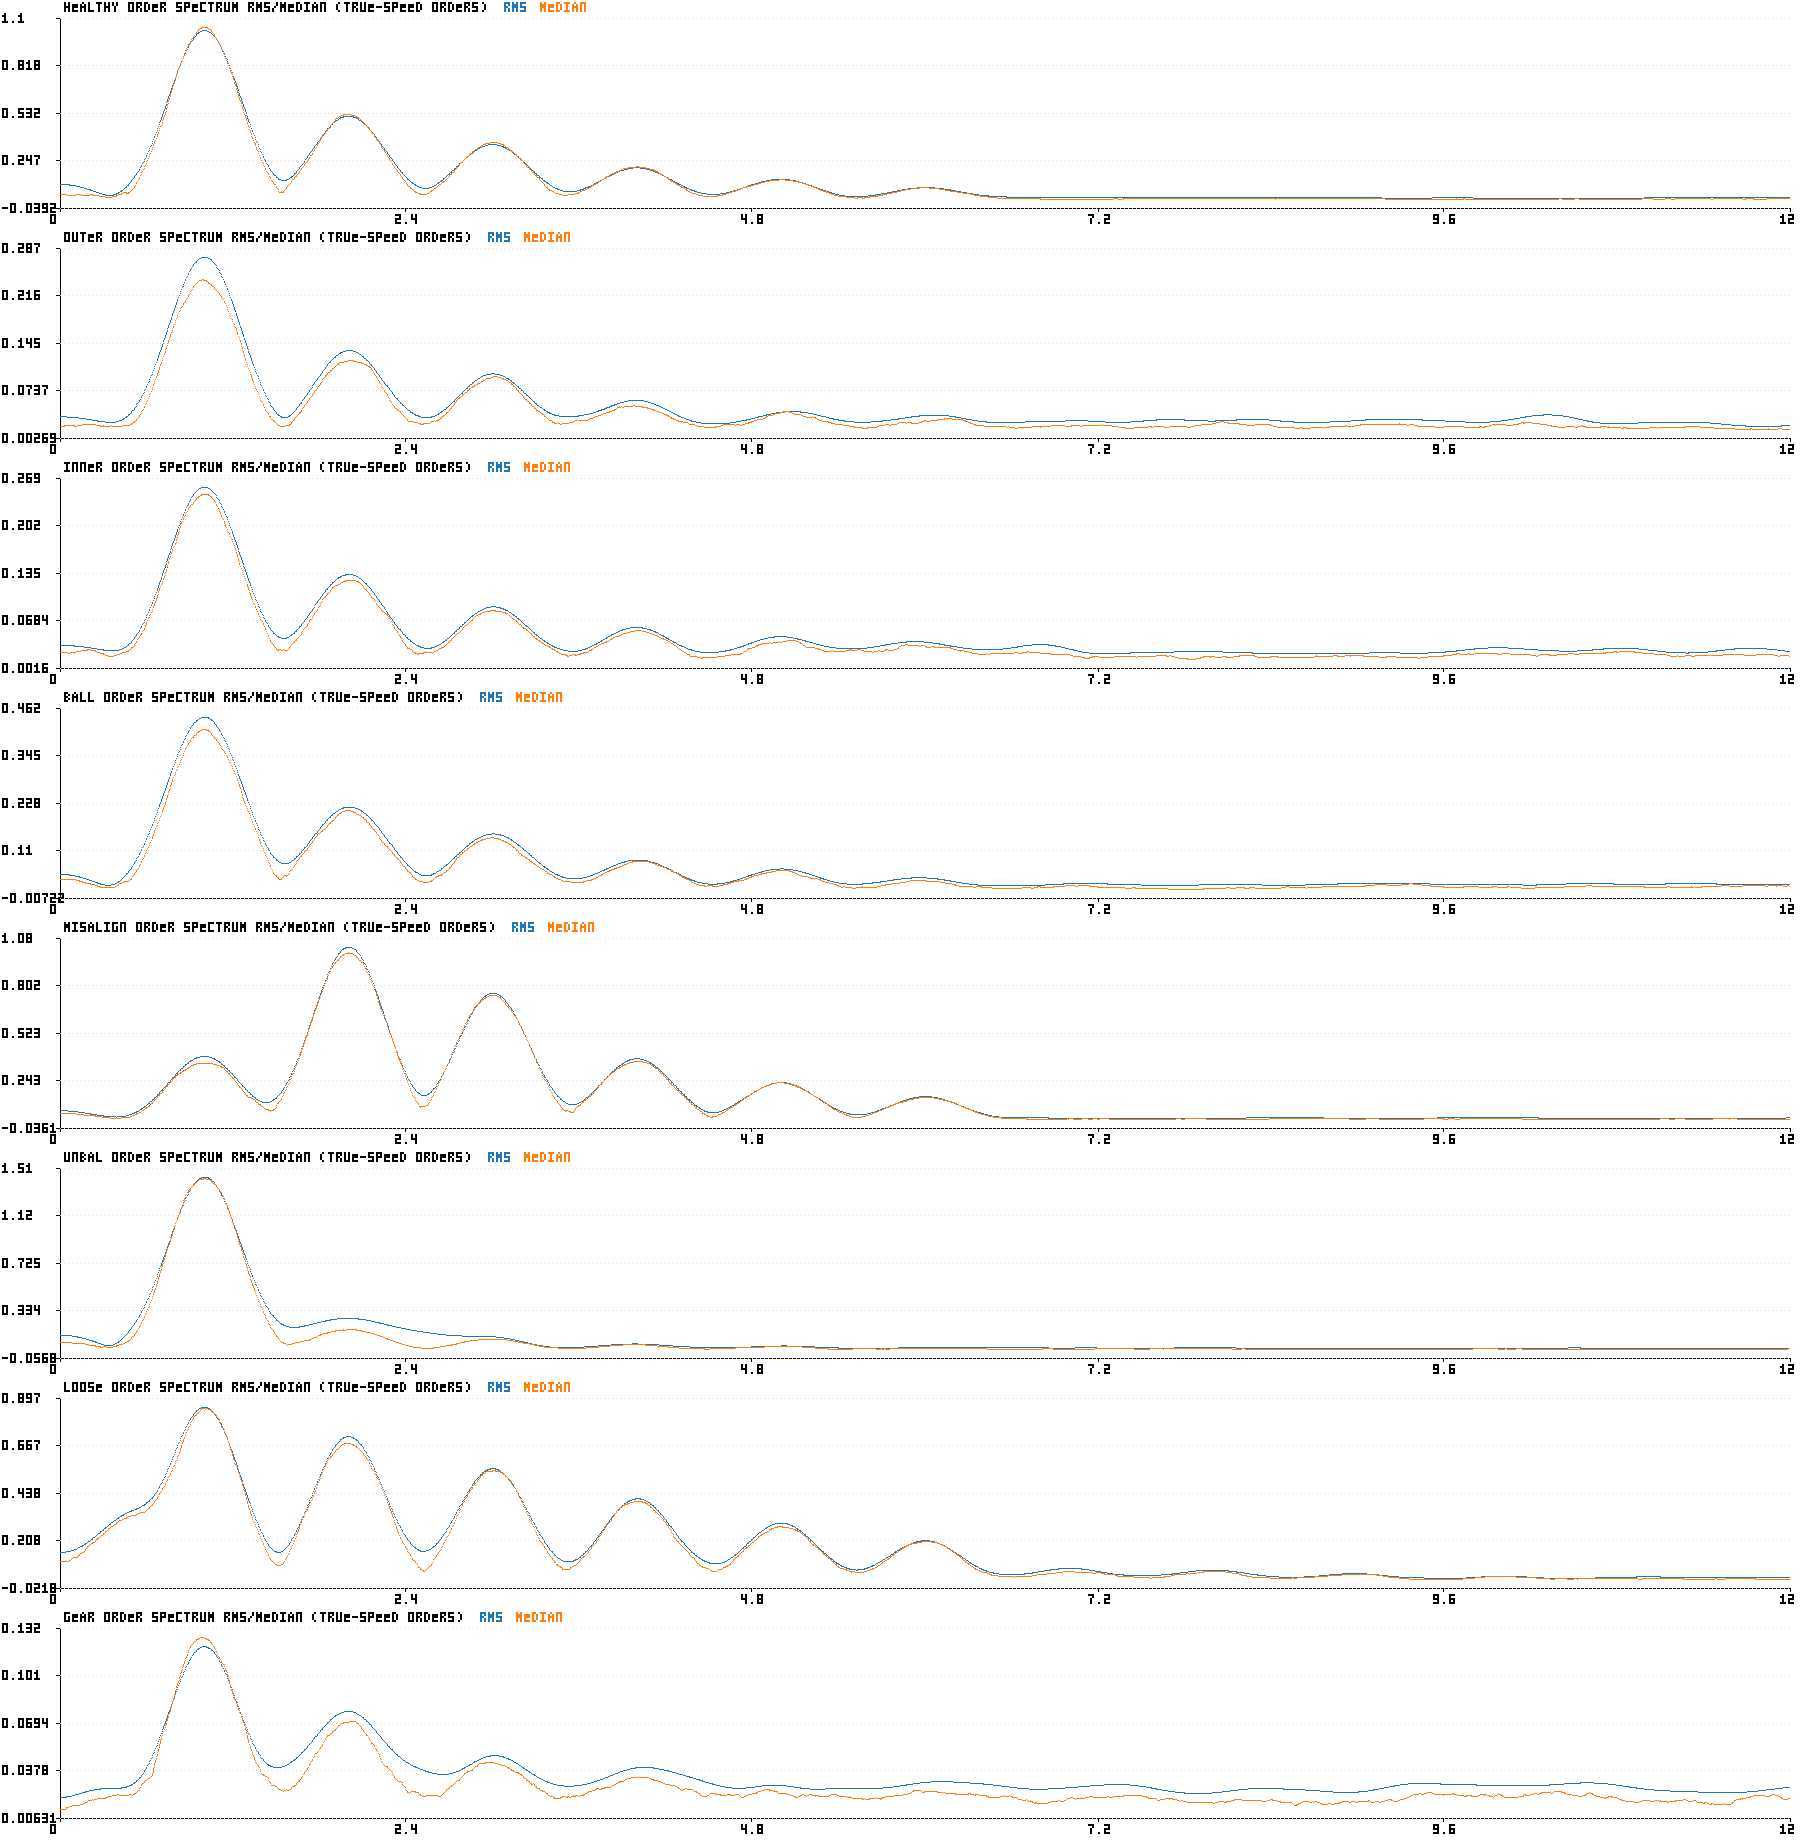 HeALTHY ORDeR SPeCTRUM RMS/MeDIAN (TRUe-SPeeD ORDeRS) RMS MeDIAN
1.1
0.818
0.532
0.247
-0.0392
0 2.4 4.8 7.2 9.6 12
OUTeR ORDeR SPeCTRUM RMS/MeDIAN (TRUe-SPeeD ORDeRS) RMS MeDIAN
0.287
0.216
0.145
0.0737
0.00269
0 2.4 4.8 7.2 9.6 12
INNeR ORDeR SPeCTRUM RMS/MeDIAN (TRUe-SPeeD ORDeRS) RMS MeDIAN
0.269
0.202
0.135
0.0684
0.0016
0 2.4 4.8 7.2 9.6 12
BALL ORDeR SPeCTRUM RMS/MeDIAN (TRUe-SPeeD ORDeRS) RMS MeDIAN
0.462
0.345
0.228
0.11
-0.00722
0 2.4 4.8 7.2 9.6 12
MISALIGN ORDeR SPeCTRUM RMS/MeDIAN (TRUe-SPeeD ORDeRS) RMS MeDIAN
1.08
0.802
0.523
0.243
-0.0361
0 2.4 4.8 7.2 9.6 12
UNBAL ORDeR SPeCTRUM RMS/MeDIAN (TRUe-SPeeD ORDeRS) RMS MeDIAN
1.51
1.12
0.725
0.334
-0.0568
0 2.4 4.8 7.2 9.6 12
LOOSe ORDeR SPeCTRUM RMS/MeDIAN (TRUe-SPeeD ORDeRS) RMS MeDIAN
0.897
0.667
0.438
0.208
-0.0218
0 2.4 4.8 7.2 9.6 12
GeAR ORDeR SPeCTRUM RMS/MeDIAN (TRUe-SPeeD ORDeRS) RMS MeDIAN
0.132
0.101
0.0694
0.0378
0.00631
0 2.4 4.8 7.2 9.6 12